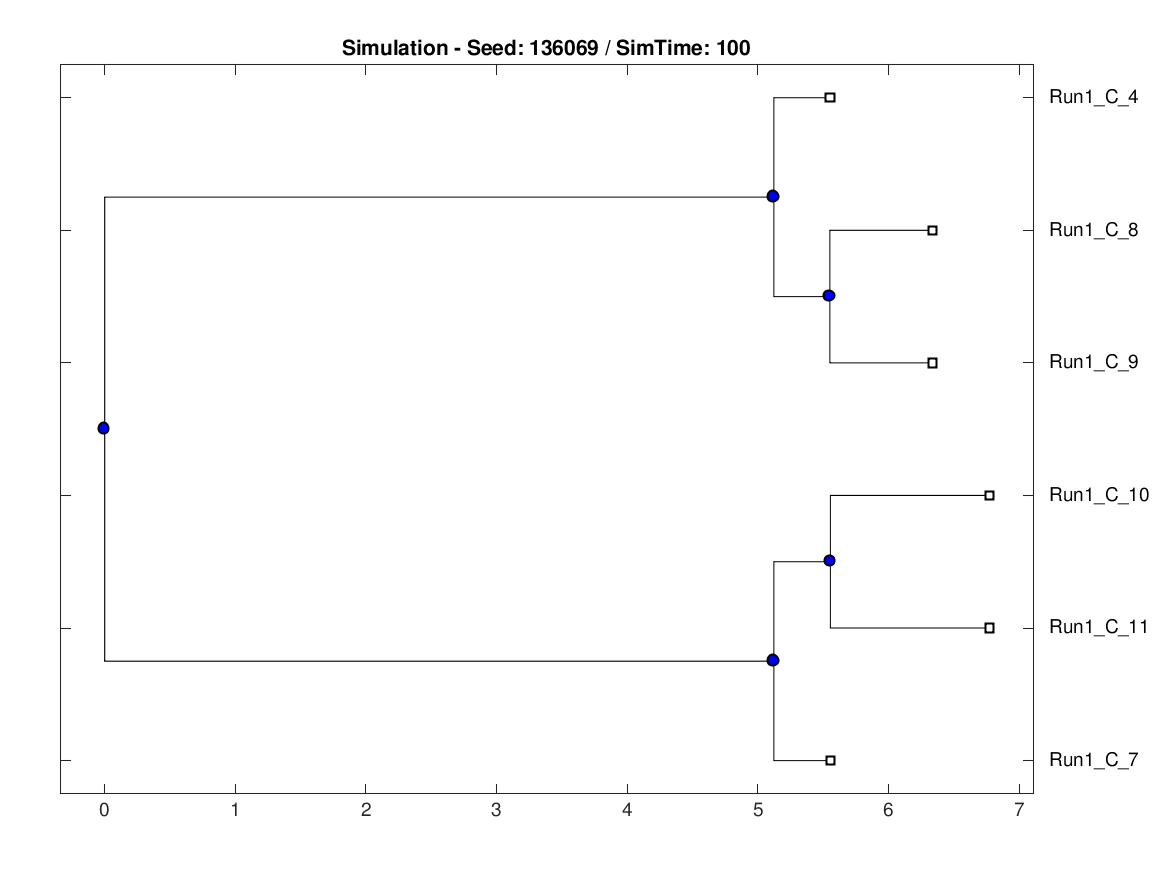 Simulation - Seed: 136069 / SimTime: 100
Run1_C_4
Run1_C_8
Run1_C_9
Run1_C_10
Run1_C_11
Run1_C_7
0 1 2 3 4 5 6 7